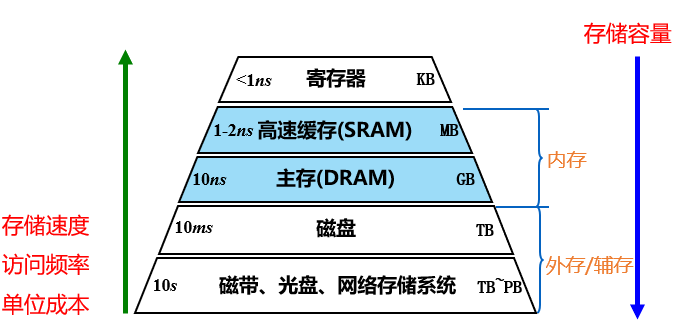 存储容量
<1ns 寄存器 KB
1-2ns 高速缓存(SRAM) MB
内存
10ns 主存(DRAM) GB
存储速度
10ms 磁盘 TB
访问频率
外存/辅存
单位成本
10s 磁带、光盘、网络存储系统 TB~PB